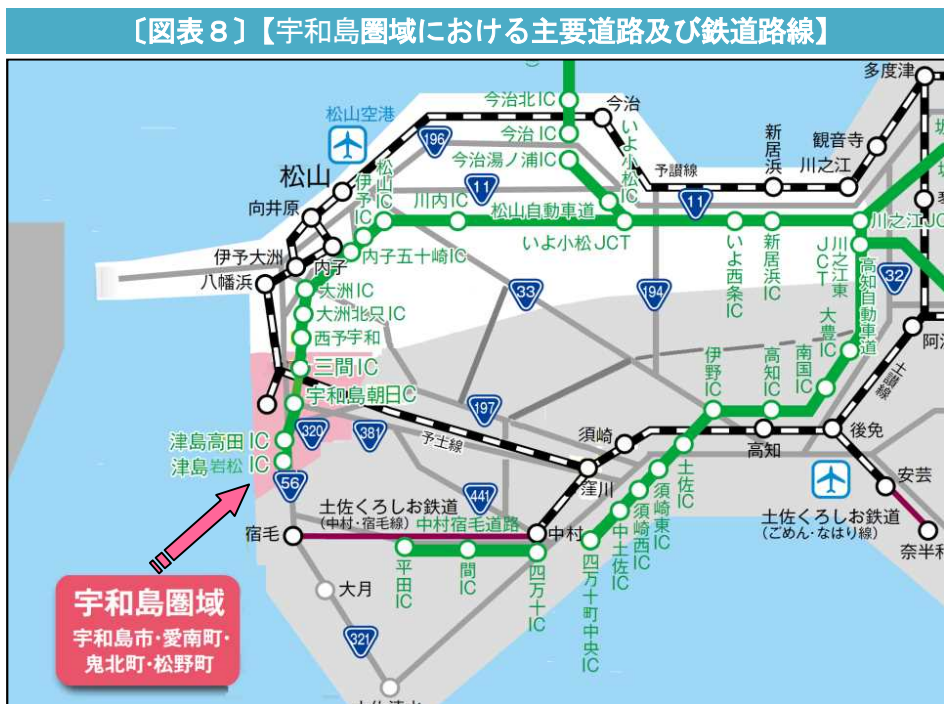 〔図表８〕【宇和島圏域における主要道路及び鉄道路線】
多度津
今治北IC
今治
松山空港
196
今治IC
いよ小松IC
新居浜
観音寺
川之江
今治湯ノ浦IC
予讃線
松山
松山IC
伊予IC
11
川内IC
松山自動車道
11
向井原
いよ小松JCT
川之江JC
内子五十崎IC
いよ西条IC
新居浜IC
川之江東JCT
高知自動車道
32
伊予大洲
内子
八幡浜
大洲IC
33
194
大洲北只IC
大豊IC
西予宇和
伊野IC
高知IC
南国IC
土讃線
三間IC
宇和島朝日C
197
320
381
予土線
須崎
高知
後免
津島高田IC
津島岩松IC
土佐IC
56
窪川
須崎東IC
安芸
441
土佐くろしお鉄道
(中村・宿毛線)
中村宿毛道路
須崎西IC
中土佐IC
土佐くろしお鉄道
(ごめん・なはり線)
宿毛
中村
平田IC
間IC
四万十IC
四万十町中央IC
大月
宇和島圏域
宇和島市・愛南町・
鬼北町・松野町
321